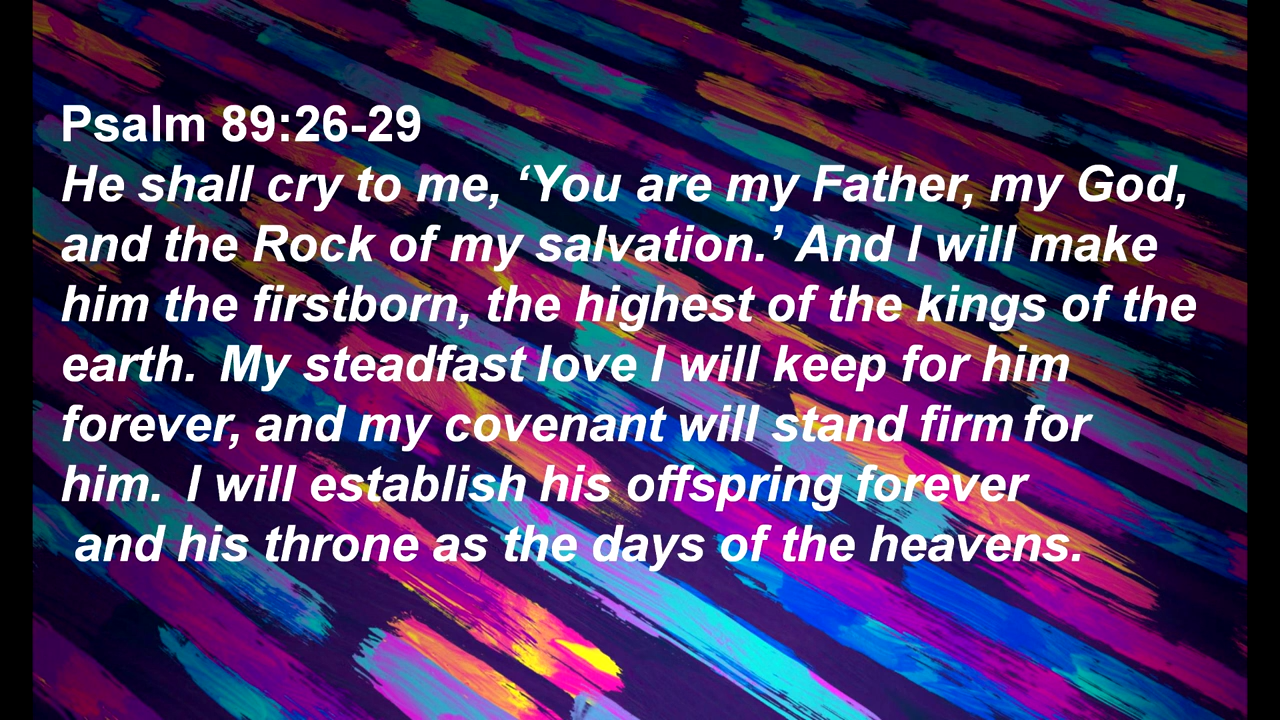 Psalm 89:26-29
He shall cry to me, ‘You are my Father, my God,
and the Rock of my salvation.’ And I will make
him the firstborn, the highest of the kings of the
earth. My steadfast love I will keep for him
forever, and my covenant will stand firm for
him. I will establish his offspring forever
and his throne as the days of the heavens.